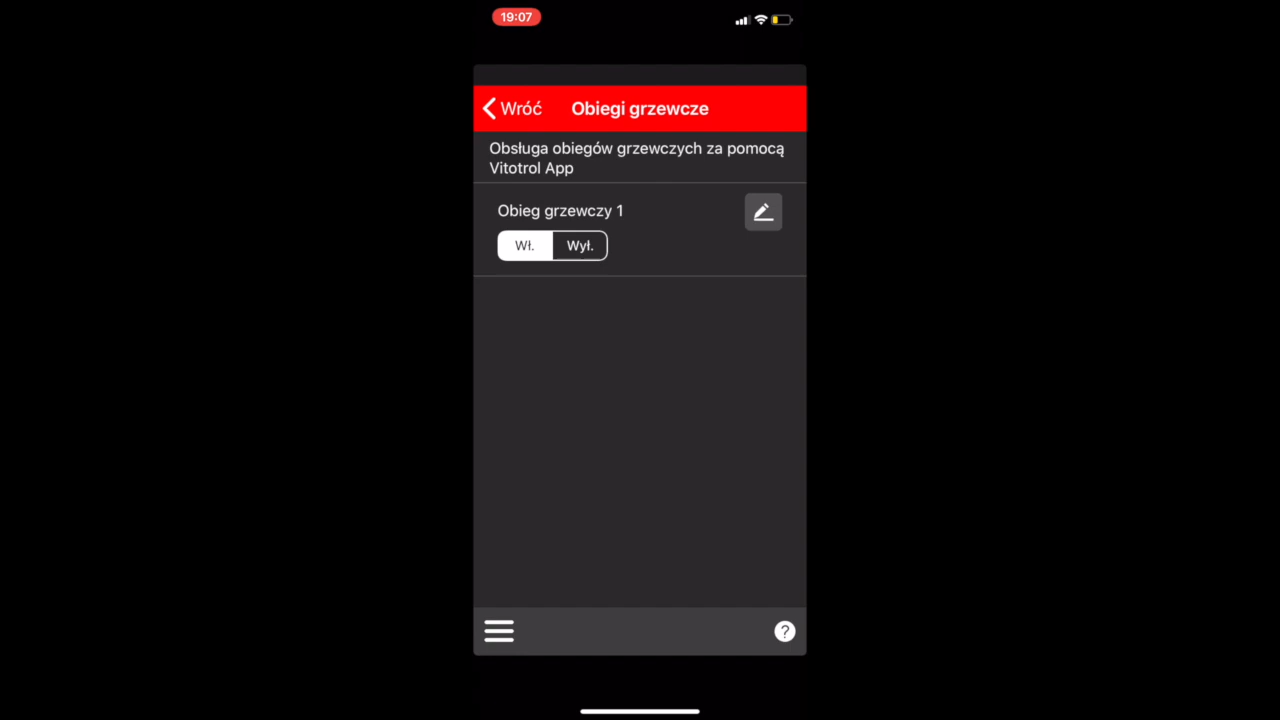 19:07
Wróć Obiegi grzewcze
Obsługa obiegów grzewczych za pomocą
Vitotrol App
Obieg grzewczy 1
Wł. Wył.
?